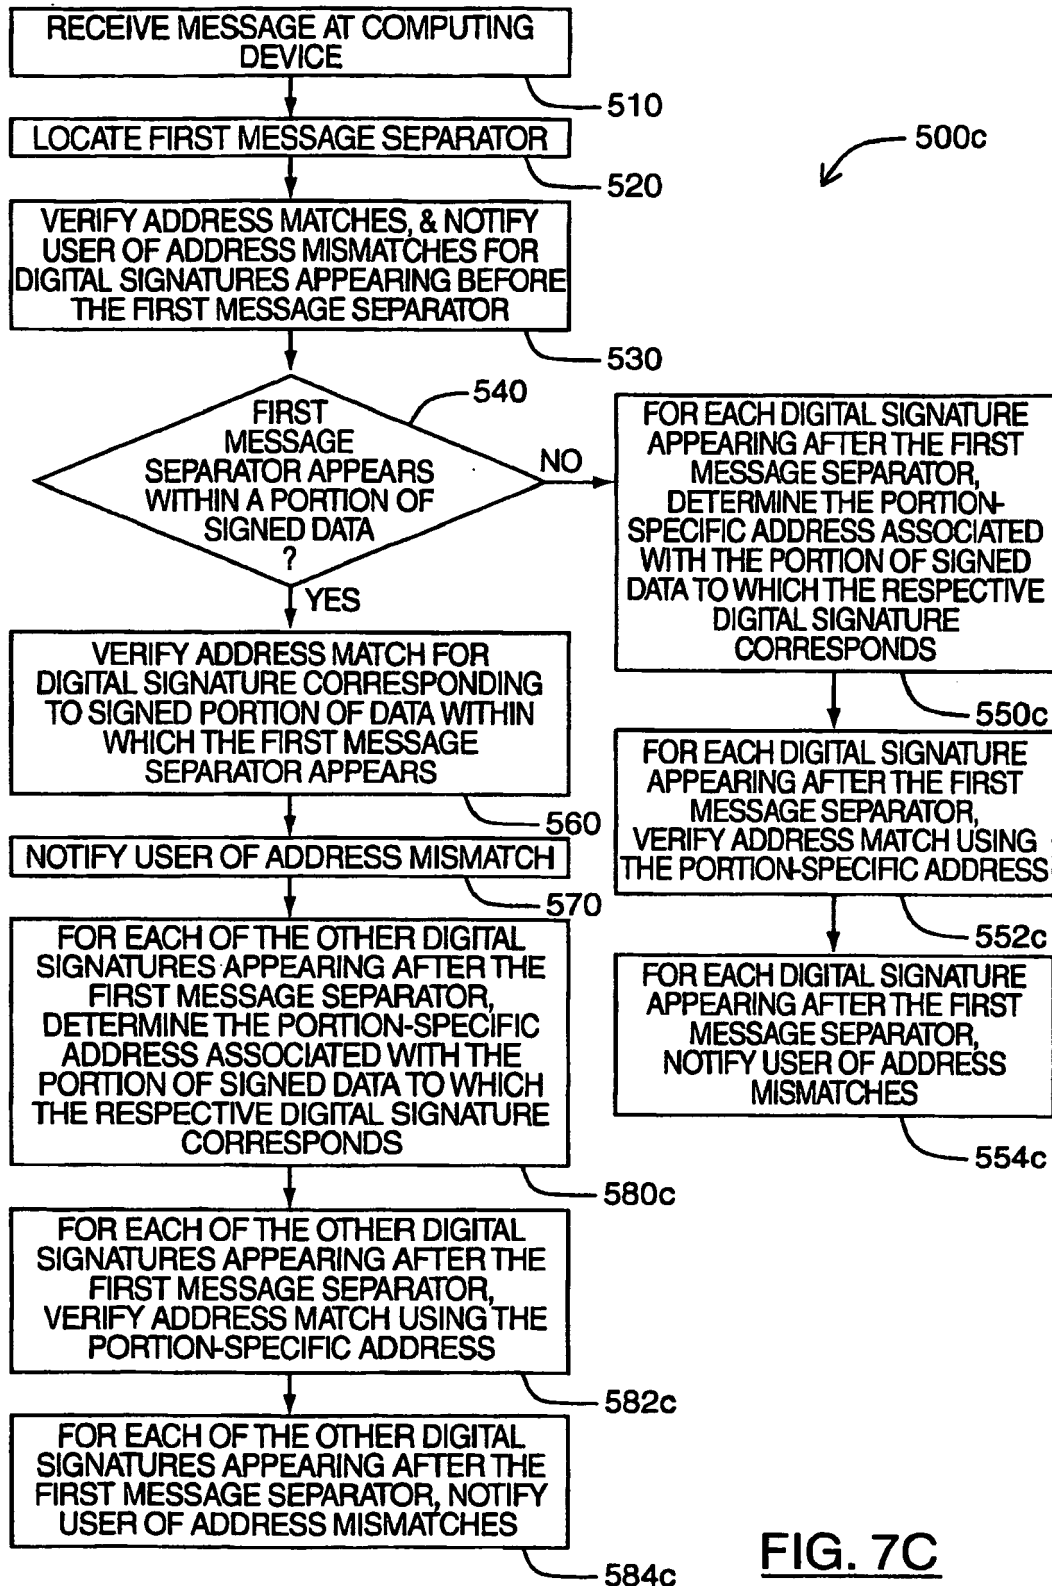 RECEIVE MESSAGE AT COMPUTING
DEVICE
510
LOCATE FIRST MESSAGE SEPARATOR
520
500c
VERIFY ADDRESS MATCHES, & NOTIFY
USER OF ADDRESS MISMATCHES FOR
DIGITAL SIGNATURES APPEARING BEFORE
THE FIRST MESSAGE SEPARATOR
530
540
FIRST
MESSAGE
SEPARATOR APPEARS
WITHIN A PORTION OF
SIGNED DATA
?
NO
YES
FOR EACH DIGITAL SIGNATURE
APPEARING AFTER THE FIRST
MESSAGE SEPARATOR,
DETERMINE THE PORTION-
SPECIFIC ADDRESS ASSOCIATED
WITH THE PORTION OF SIGNED
DATA TO WHICH THE RESPECTIVE
DIGITAL SIGNATURE
CORRESPONDS
550c
FOR EACH DIGITAL SIGNATURE
APPEARING AFTER THE FIRST
MESSAGE SEPARATOR,
VERIFY ADDRESS MATCH USING
THE PORTION-SPECIFIC ADDRESS
552c
FOR EACH DIGITAL SIGNATURE
APPEARING AFTER THE FIRST
MESSAGE SEPARATOR,
NOTIFY USER OF ADDRESS
MISMATCHES
554c
VERIFY ADDRESS MATCH FOR
DIGITAL SIGNATURE CORRESPONDING
TO SIGNED PORTION OF DATA WITHIN
WHICH THE FIRST MESSAGE
SEPARATOR APPEARS
560
NOTIFY USER OF ADDRESS MISMATCH
570
FOR EACH OF THE OTHER DIGITAL
SIGNATURES APPEARING AFTER THE
FIRST MESSAGE SEPARATOR,
DETERMINE THE PORTION-SPECIFIC
ADDRESS ASSOCIATED WITH THE
PORTION OF SIGNED DATA TO WHICH
THE RESPECTIVE DIGITAL SIGNATURE
CORRESPONDS
580c
FOR EACH OF THE OTHER DIGITAL
SIGNATURES APPEARING AFTER THE
FIRST MESSAGE SEPARATOR,
VERIFY ADDRESS MATCH USING THE
PORTION-SPECIFIC ADDRESS
582c
FOR EACH OF THE OTHER DIGITAL
SIGNATURES APPEARING AFTER THE
FIRST MESSAGE SEPARATOR, NOTIFY
USER OF ADDRESS MISMATCHES
584c
FIG. 7C